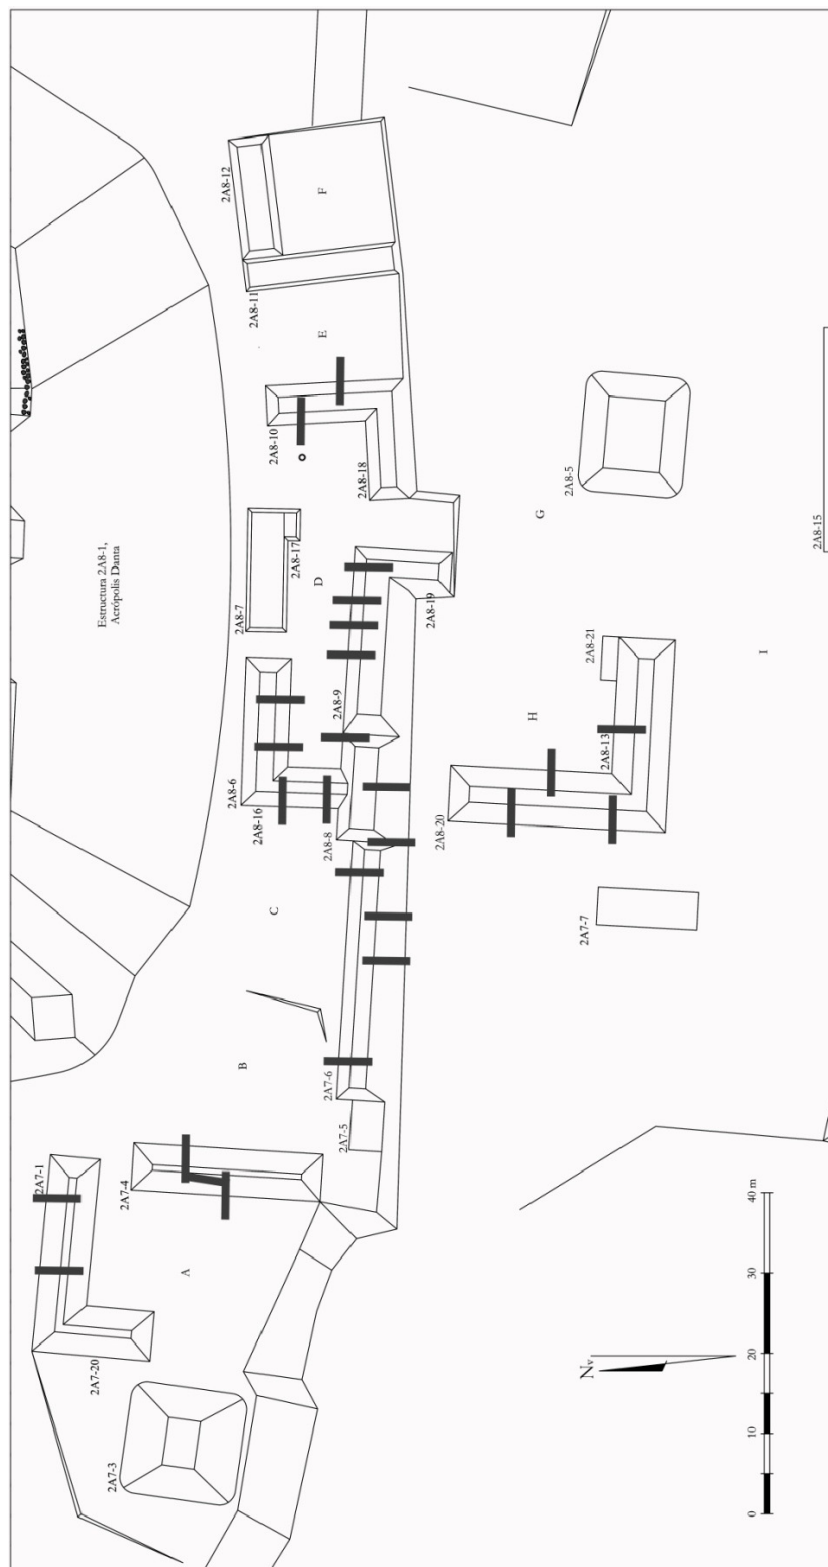 2A8-12
F
2A8-11
E
2A8-10
2A8-18
2A8-5
G
Estructura 2A8-1,
Acrópolis Danta
2A8-17
2A8-7
D
2A8-15
2A8-19
2A8-21
I
2A8-9
H
2A8-13
2A8-6
2A8-16
2A8-8
2A8-20
C
2A7-7
B
2A7-6
2A7-5
2A7-1
2A7-4
A
2A7-20
2A7-3
Nv
0 10 20 30 40 m